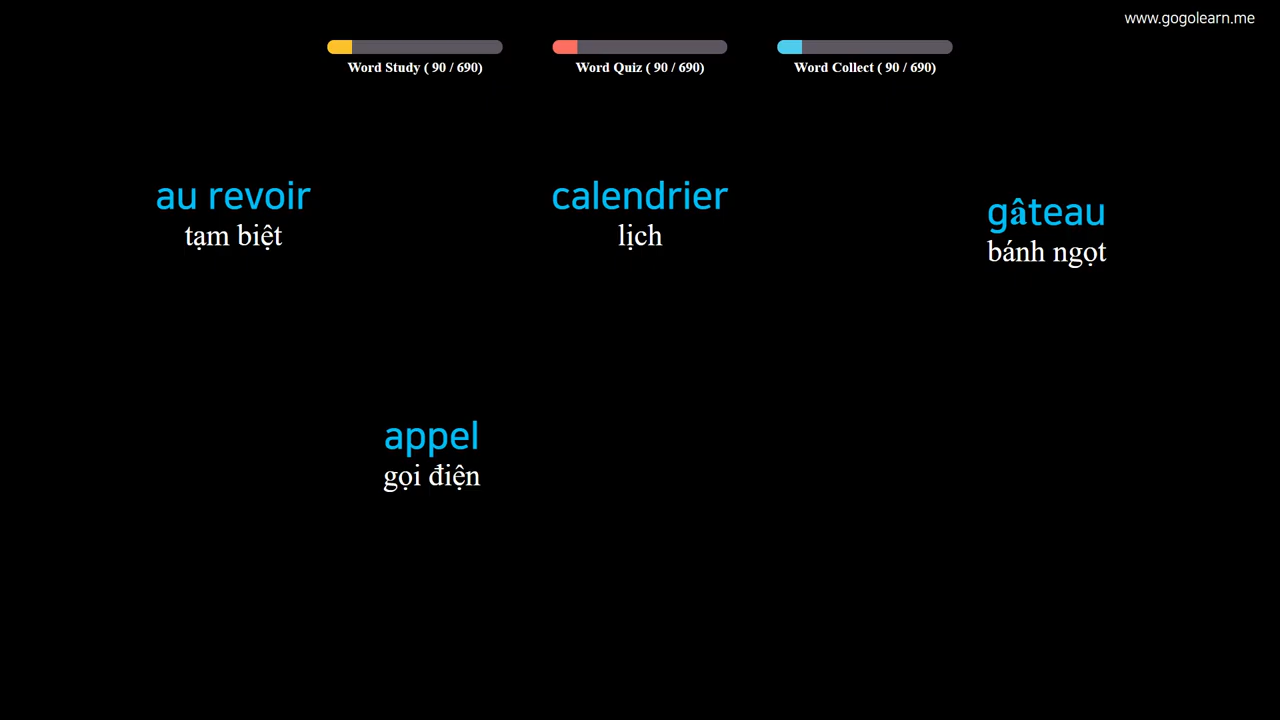 www.gogolearn.me
Word Study ( 90 / 690)
Word Quiz ( 90 / 690)
Word Collect ( 90 / 690)
au revoir
tạm biệt
calendrier
lịch
gâteau
bánh ngọt
appel
gọi điện